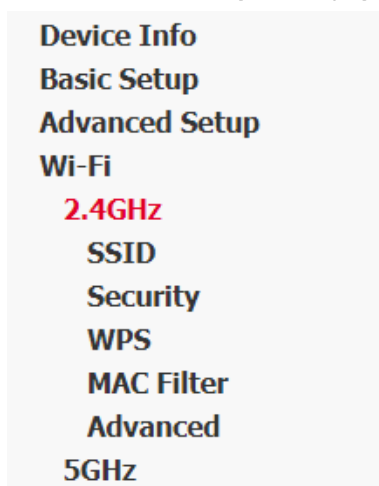 Device Info
Basic Setup
Advanced Setup
Wi-Fi
2.4GHz
SSID
Security
WPS
MAC Filter
Advanced
5GHz